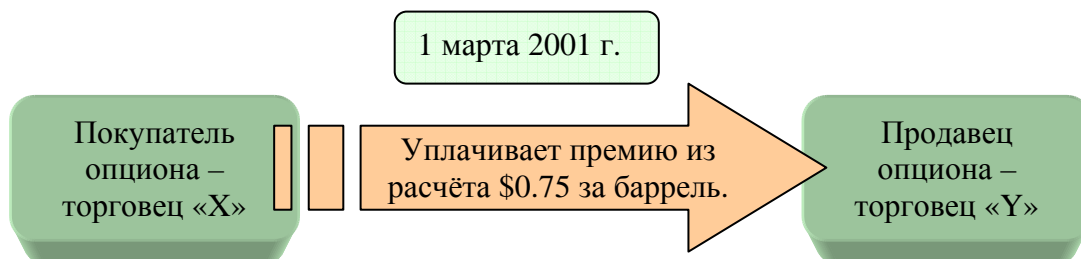 1 марта 2001 г.
Покупатель
опциона –
торговец «X»
Уплачивает премию из
расчёта $0.75 за баррель.
Продавец
опциона –
торговец «Y»